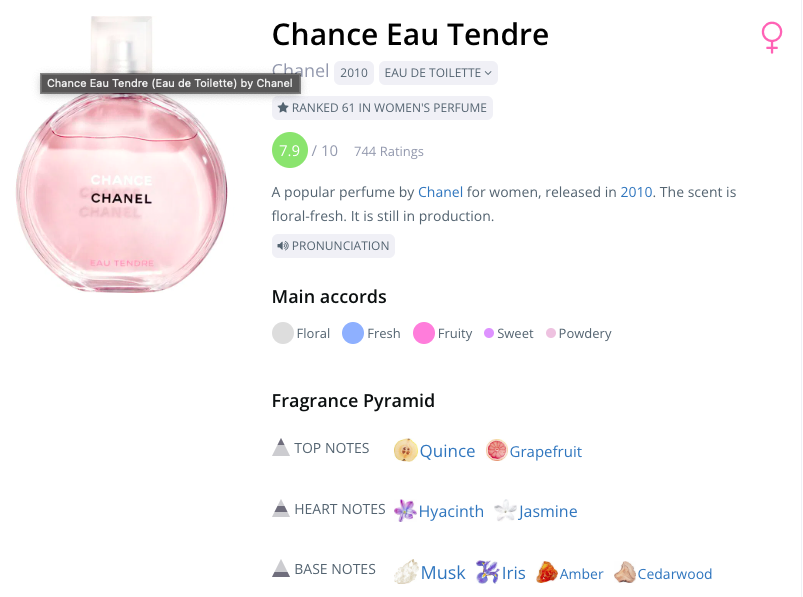 Chance Eau Tendre
Chanel 2010 EAU DE TOILETTE
Chance Eau Tendre (Eau de Toilette) by Chanel
RANKED 61 IN WOMEN'S PERFUME
7.9 / 10 744 Ratings
A popular perfume by Chanel for women, released in 2010. The scent is
floral-fresh. It is still in production.
PRONUNCIATION
CHANCE
CHANEL
CHANCE
CHANEL
EAU TENDRE
Main accords
Floral Fresh Fruity Sweet Powdery
Fragrance Pyramid
TOP NOTES Quince Grapefruit
HEART NOTES Hyacinth Jasmine
BASE NOTES Musk Iris Amber Cedarwood